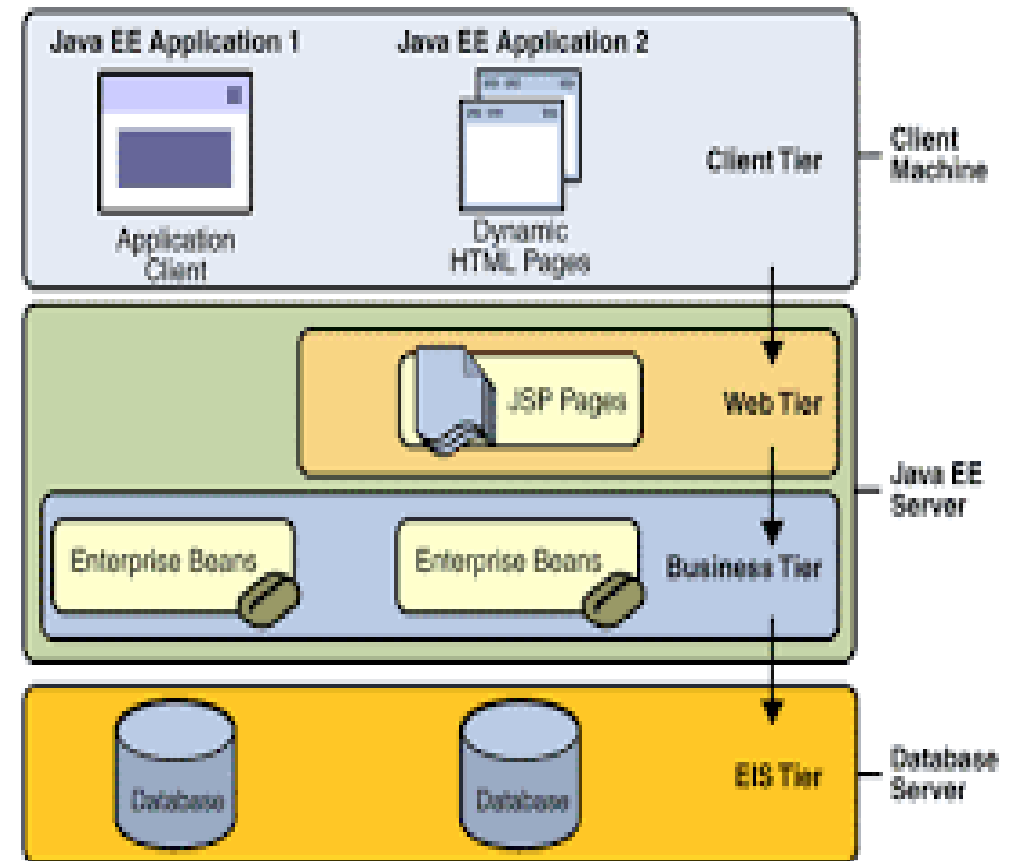 Java EE Application 1
Java EE Application 2
Application
Client
Dynamic
HTML Pages
Client Tier
Client
Machine
JSP Pages
Web Tier
Java EE
Server
Enterprise Beans
Enterprise Beans
Business Tier
Database
Database
EIS Tier
Database
Server